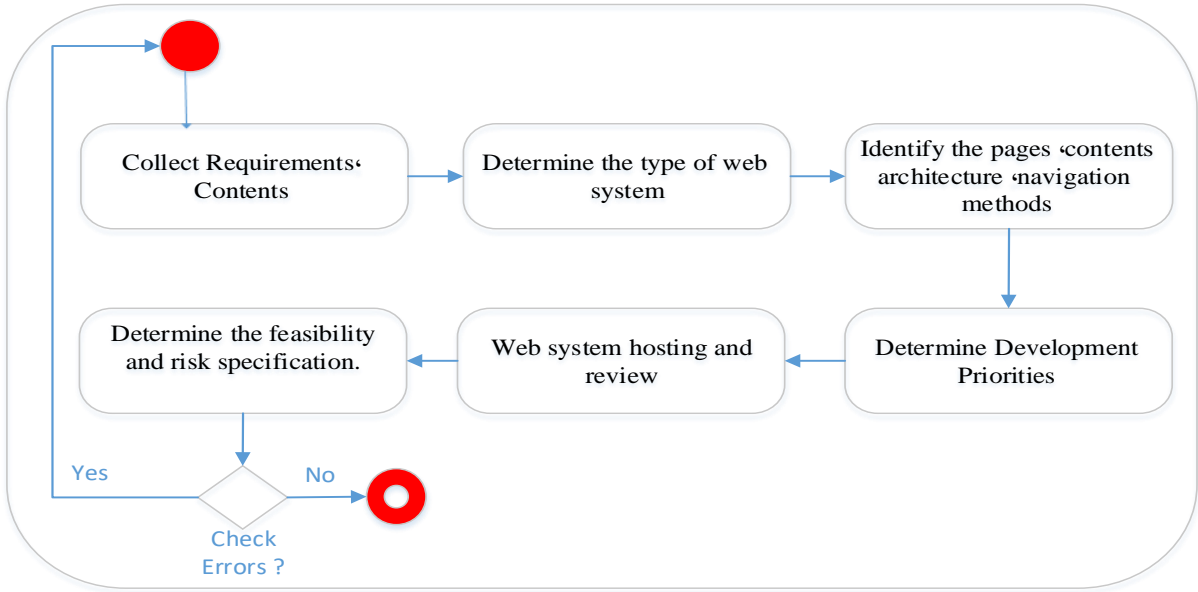 Collect Requirements،
Contents
Determine the type of web
system
Identify the pages ،contents
architecture ،navigation
methods
Determine the feasibility
and risk specification.
Web system hosting and
review
Determine Development
Priorities
Yes
No
Check
Errors ?